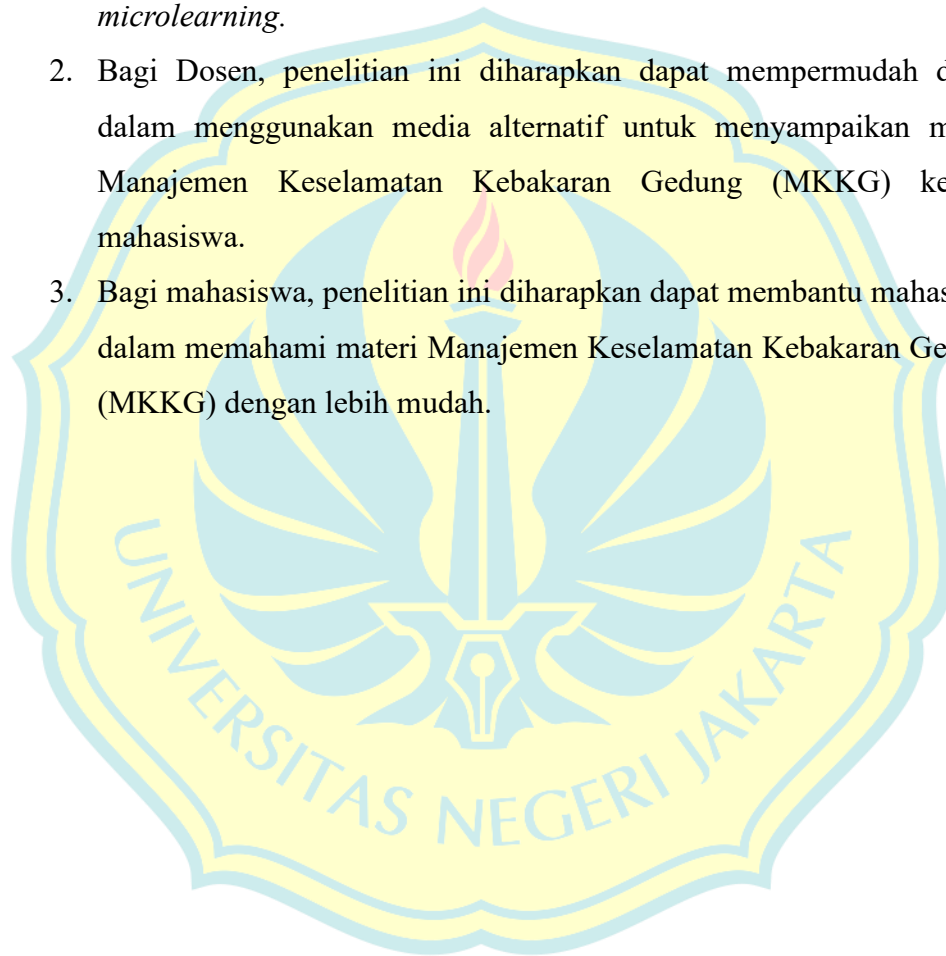 microlearning.
2. Bagi Dosen, penelitian ini diharapkan dapat mempermudah d
dalam menggunakan media alternatif untuk menyampaikan m
Manajemen Keselamatan Kebakaran Gedung (MKKG) ke
mahasiswa.
3. Bagi mahasiswa, penelitian ini diharapkan dapat membantu mahas
dalam memahami materi Manajemen Keselamatan Kebakaran Ge
(MKKG) dengan lebih mudah.
UNIVERSITAS NEGERI JAKARTA